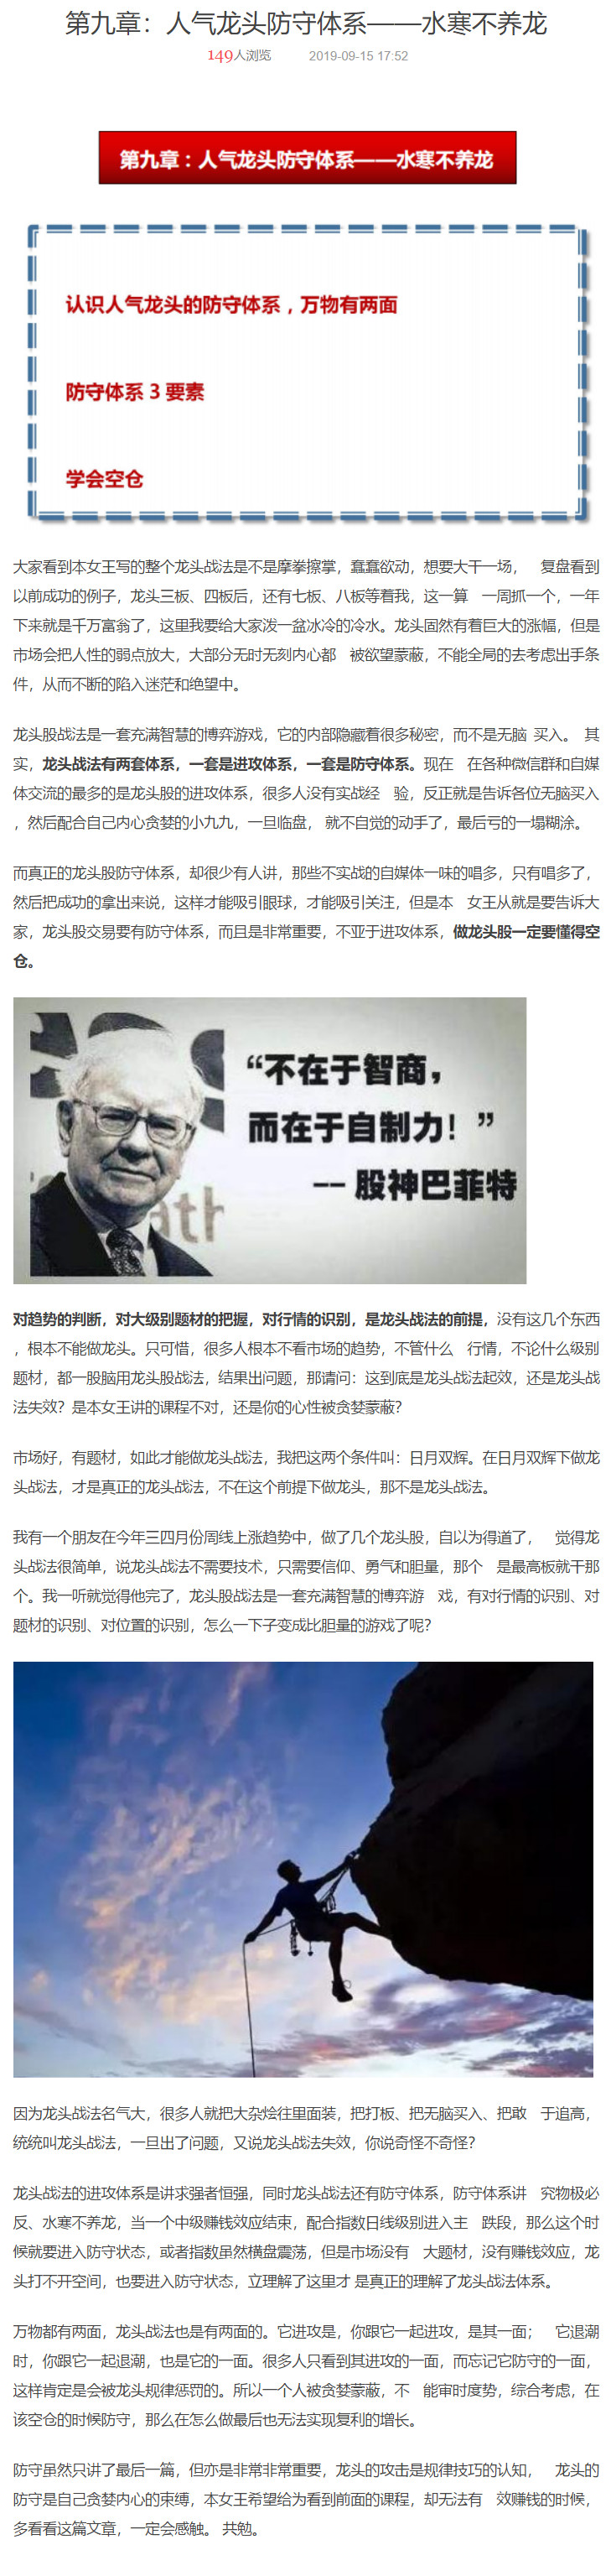 第九章：人气龙头防守体系——水寒不养龙
149人浏览 2019-09-15 17:52
第九章：人气龙头防守体系——水寒不养龙
认识人气龙头的防守体系，万物有两面
防守体系 3 要素
学会空仓
大家看到本女王写的整个龙头战法是不是摩拳擦掌，蠢蠢欲动，想要大干一场， 复盘看到
以前成功的例子，龙头三板、四板后，还有七板、八板等着我，这一算 一周抓一个，一年
下来就是千万富翁了，这里我要给大家泼一盆冰冷的冷水。龙头固然有着巨大的涨幅，但是
市场会把人性的弱点放大，大部分无时无刻内心都 被欲望蒙蔽，不能全局的去考虑出手条
件，从而不断的陷入迷茫和绝望中。
龙头股战法是一套充满智慧的博弈游戏，它的内部隐藏着很多秘密，而不是无脑 买入。 其
实，龙头战法有两套体系，一套是进攻体系，一套是防守体系。现在 在各种微信群和自媒
体交流的最多的是龙头股的进攻体系，很多人没有实战经 验，反正就是告诉各位无脑买入
，然后配合自己内心贪婪的小九九，一旦临盘， 就不自觉的动手了，最后亏的一塌糊涂。
而真正的龙头股防守体系，却很少有人讲，那些不实战的自媒体一味的唱多，只有唱多了，
然后把成功的拿出来说，这样才能吸引眼球，才能吸引关注，但是本 女王从就是要告诉大
家，龙头股交易要有防守体系，而且是非常重要，不亚于进攻体系，做龙头股一定要懂得空
仓。
“不在于智商，
而在于自制力！”
-- 股神巴菲特
对趋势的判断，对大级别题材的把握，对行情的识别，是龙头战法的前提，没有这几个东西
，根本不能做龙头。只可惜，很多人根本不看市场的趋势，不管什么 行情，不论什么级别
题材，都一股脑用龙头股战法，结果出问题，那请问：这到底是龙头战法起效，还是龙头战
法失效？是本女王讲的课程不对，还是你的心性被贪婪蒙蔽？
市场好，有题材，如此才能做龙头战法，我把这两个条件叫：日月双辉。在日月双辉下做龙
头战法，才是真正的龙头战法，不在这个前提下做龙头，那不是龙头战法。
我有一个朋友在今年三四月份周线上涨趋势中，做了几个龙头股，自以为得道了， 觉得龙
头战法很简单，说龙头战法不需要技术，只需要信仰、勇气和胆量，那个 是最高板就干那
个。我一听就觉得他完了，龙头股战法是一套充满智慧的博弈游 戏，有对行情的识别、对
题材的识别、对位置的识别，怎么一下子变成比胆量的游戏了呢？
因为龙头战法名气大，很多人就把大杂烩往里面装，把打板、把无脑买入、把敢 于追高，
统统叫龙头战法，一旦出了问题，又说龙头战法失效，你说奇怪不奇怪？
龙头战法的进攻体系是讲求强者恒强，同时龙头战法还有防守体系，防守体系讲 究物极必
反、水寒不养龙，当一个中级赚钱效应结束，配合指数日线级别进入主 跌段，那么这个时
候就要进入防守状态，或者指数虽然横盘震荡，但是市场没有 大题材，没有赚钱效应，龙
头打不开空间，也要进入防守状态，立理解了这里才 是真正的理解了龙头战法体系。
万物都有两面，龙头战法也是有两面的。它进攻是，你跟它一起进攻，是其一面； 它退潮
时，你跟它一起退潮，也是它的一面。很多人只看到其进攻的一面，而忘记它防守的一面，
这样肯定是会被龙头规律惩罚的。所以一个人被贪婪蒙蔽，不 能审时度势，综合考虑，在
该空仓的时候防守，那么在怎么做最后也无法实现复利的增长。
防守虽然只讲了最后一篇，但亦是非常非常重要，龙头的攻击是规律技巧的认知， 龙头的
防守是自己贪婪内心的束缚，本女王希望给为看到前面的课程，却无法有 效赚钱的时候，
多看看这篇文章，一定会感触。 共勉。